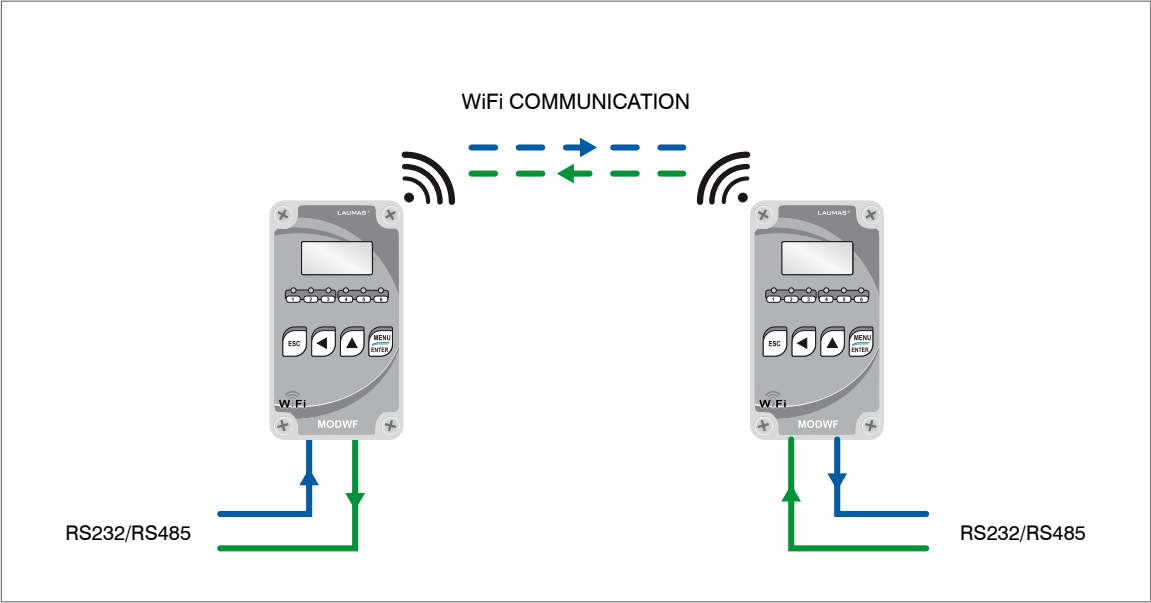 WiFi COMMUNICATION
LAUMAS®
1 2 3 4 5 6
ESC
MENU
ENTER
WiFi
MODWF
LAUMAS®
1 2 3 4 5 6
ESC
MENU
ENTER
WiFi
MODWF
RS232/RS485
RS232/RS485